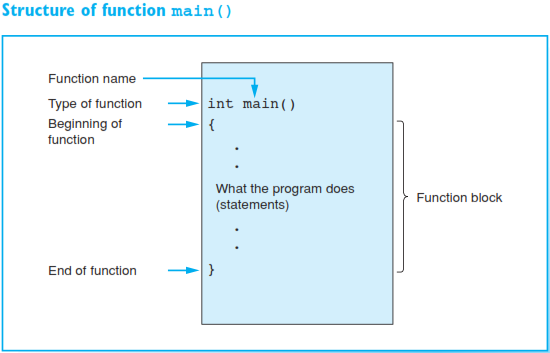 Structure of function main()
Function name
Type of function
int main()
Beginning of
function
{
.
.
What the program does
(statements)
Function block
.
.
End of function
}